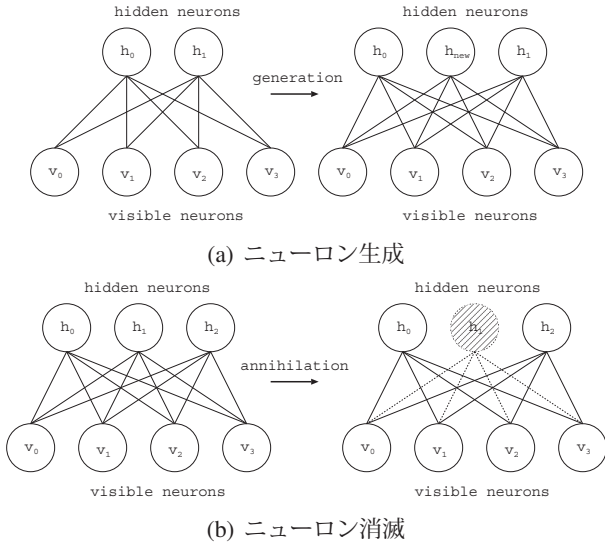 hidden neurons hidden neurons
h₀ h₁ h₀ h_new h₁
generation
v₀ v₁ v₂ v₃ v₀ v₁ v₂ v₃
visible neurons visible neurons
(a) ニューロン生成
hidden neurons hidden neurons
h₀ h₁ h₂ h₀ h₁ h₂
annihilation
v₀ v₁ v₂ v₃ v₀ v₁ v₂ v₃
visible neurons visible neurons
(b) ニューロン消滅